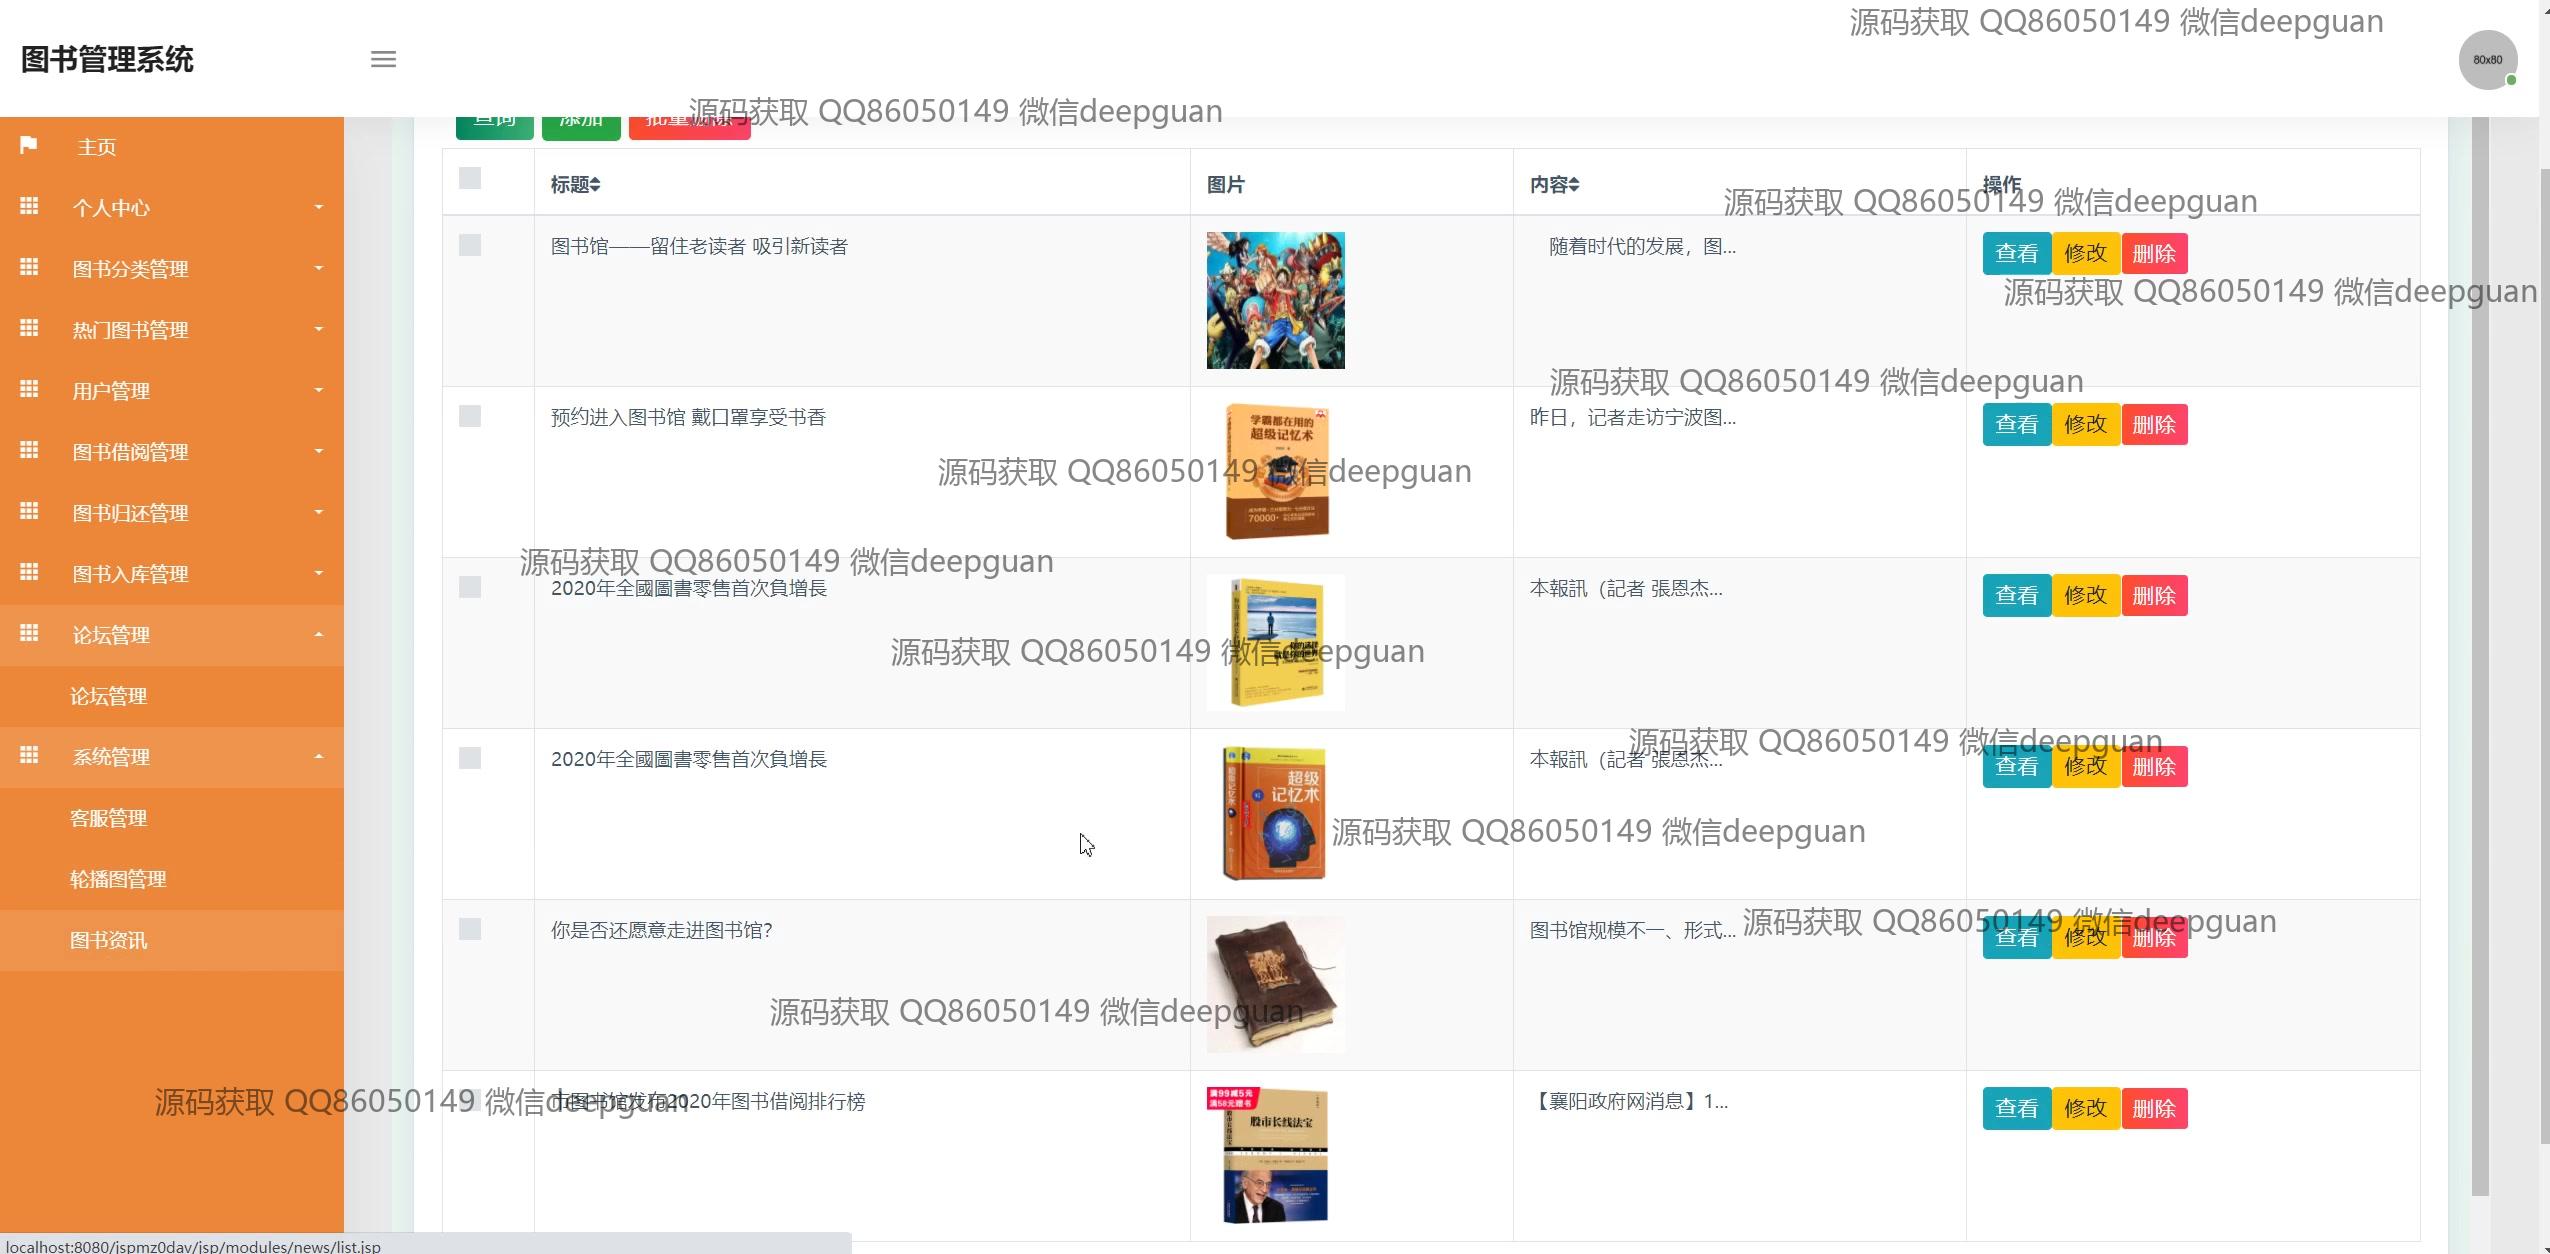 源码获取 QQ86050149 微信deepguan
图书管理系统
80x80
源码获取 QQ86050149 微信deepguan
查询 添加 批量删除
主页
个人中心
图书分类管理
热门图书管理
用户管理
图书借阅管理
图书归还管理
图书入库管理
论坛管理
论坛管理
系统管理
客服管理
轮播图管理
图书资讯
标题 图片 内容 操作
源码获取 QQ86050149 微信deepguan
图书馆——留住老读者 吸引新读者 随着时代的发展，图... 查看 修改 删除
源码获取 QQ86050149 微信deepguan
源码获取 QQ86050149 微信deepguan
预约进入图书馆 戴口罩享受书香 昨日，记者走访宁波图... 查看 修改 删除
学霸都在用的
超级记忆术
70000+
源码获取 QQ86050149 微信deepguan
源码获取 QQ86050149 微信deepguan
2020年全國圖書零售首次負增長 本報訊（記者 張恩杰... 查看 修改 删除
你的选择
就是你的世界
源码获取 QQ86050149 微信deepguan
源码获取 QQ86050149 微信deepguan
2020年全國圖書零售首次負增長 本報訊（記者 張恩杰... 查看 修改 删除
超级
记忆术
源码获取 QQ86050149 微信deepguan
源码获取 QQ86050149 微信deepguan
你是否还愿意走进图书馆？ 图书馆规模不一、形式... 查看 修改 删除
源码获取 QQ86050149 微信deepguan
源码获取 QQ86050149 微信deepguan
市图书馆发布2020年图书借阅排行榜 【襄阳政府网消息】1... 查看 修改 删除
满99减5元
满58元赠书
股市长线法宝
localhost:8080/jspmz0dav/jsp/modules/news/list.jsp